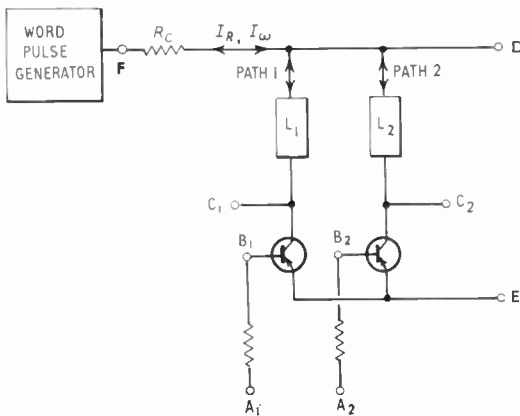 WORD
PULSE
GENERATOR
F
R_C
I_R, I_ω
D
PATH 1
PATH 2
L_1
L_2
C_1
C_2
B_1
B_2
E
A_1
A_2